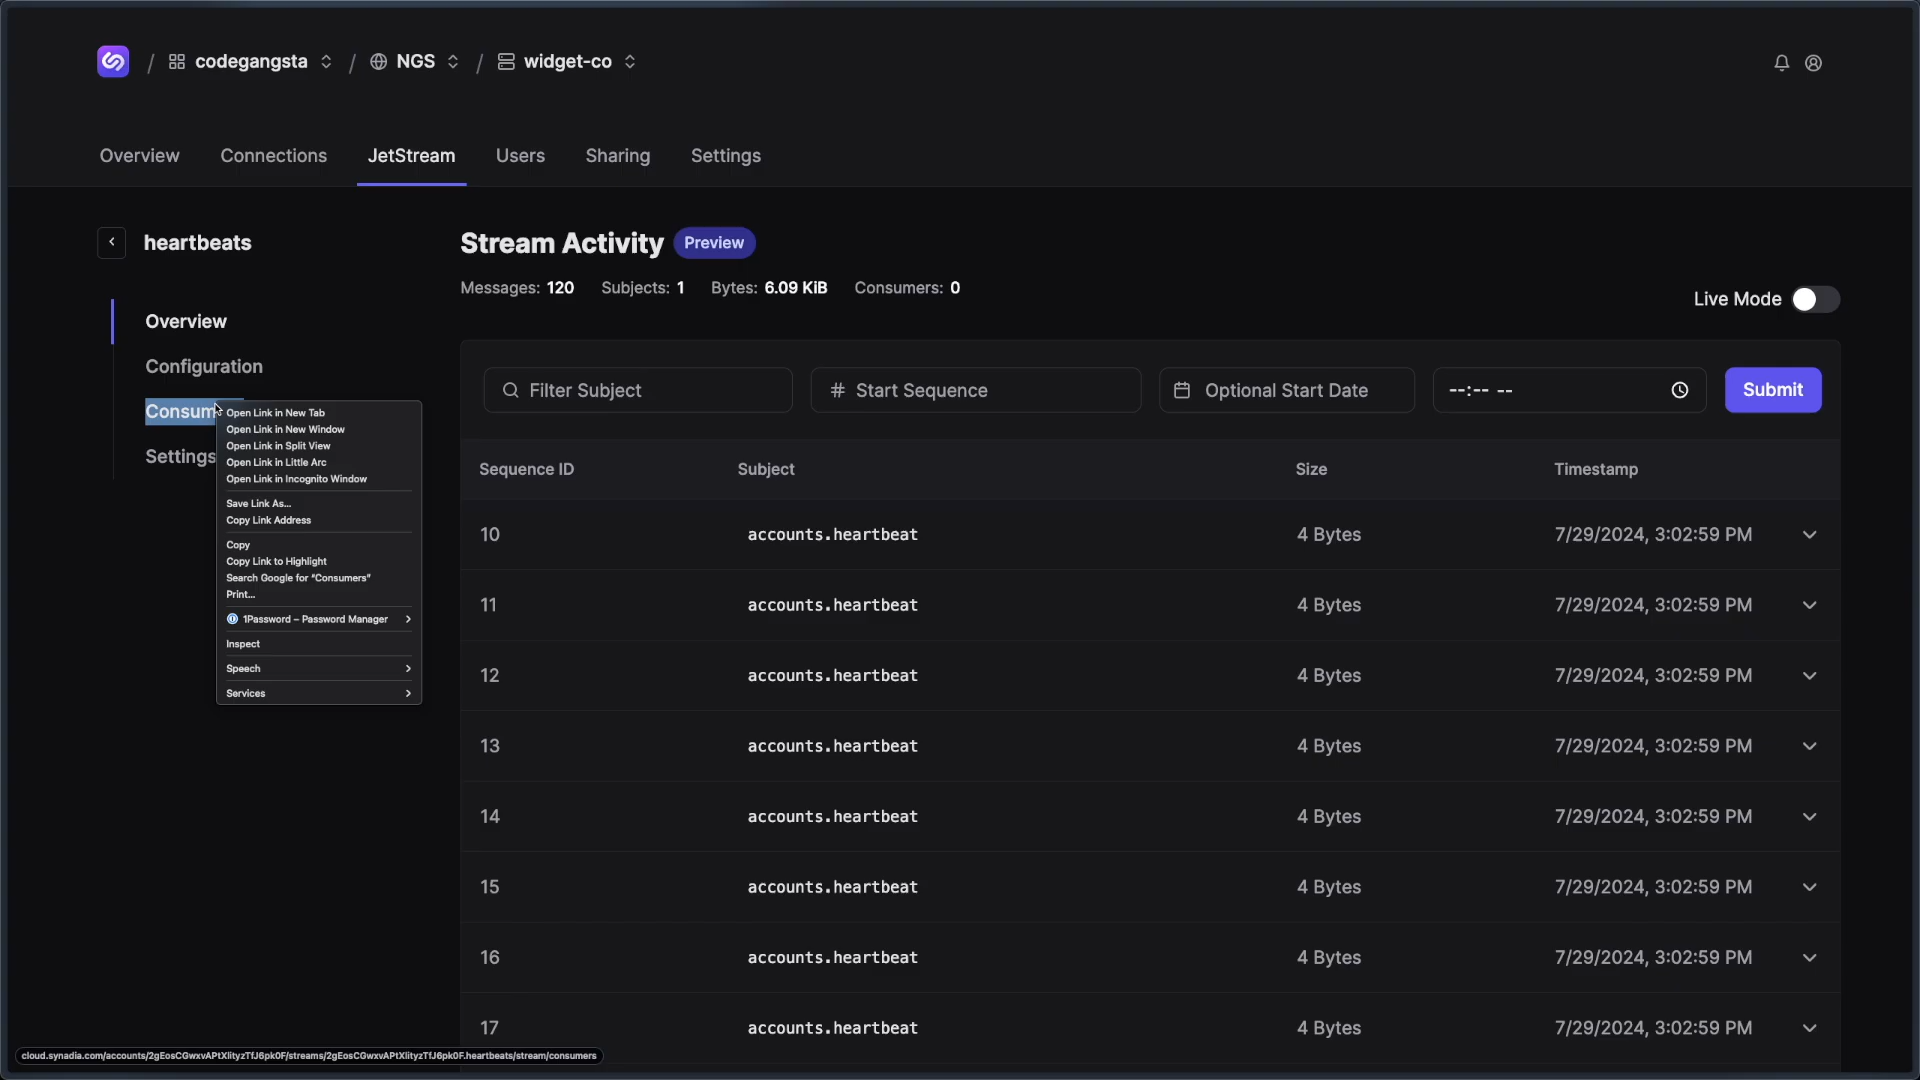 / codegangsta / NGS / widget-co
Overview Connections JetStream Users Sharing Settings
heartbeats
Overview
Configuration
Consum
Settings
Open Link in New Tab
Open Link in New Window
Open Link in Split View
Open Link in Little Arc
Open Link in Incognito Window
Save Link As...
Copy Link Address
Copy
Copy Link to Highlight
Search Google for “Consumers”
Print...
1Password – Password Manager
Inspect
Speech
Services
Stream Activity Preview
Messages: 120 Subjects: 1 Bytes: 6.09 KiB Consumers: 0
Live Mode
Filter Subject # Start Sequence Optional Start Date --:-- -- Submit
Sequence ID Subject Size Timestamp
10 accounts.heartbeat 4 Bytes 7/29/2024, 3:02:59 PM
11 accounts.heartbeat 4 Bytes 7/29/2024, 3:02:59 PM
12 accounts.heartbeat 4 Bytes 7/29/2024, 3:02:59 PM
13 accounts.heartbeat 4 Bytes 7/29/2024, 3:02:59 PM
14 accounts.heartbeat 4 Bytes 7/29/2024, 3:02:59 PM
15 accounts.heartbeat 4 Bytes 7/29/2024, 3:02:59 PM
16 accounts.heartbeat 4 Bytes 7/29/2024, 3:02:59 PM
17 accounts.heartbeat 4 Bytes 7/29/2024, 3:02:59 PM
cloud.synadia.com/accounts/2gEosCGwxvAPtXlityzTfJ6pk0F/streams/2gEosCGwxvAPtXlityzTfJ6pk0F.heartbeats/stream/consumers